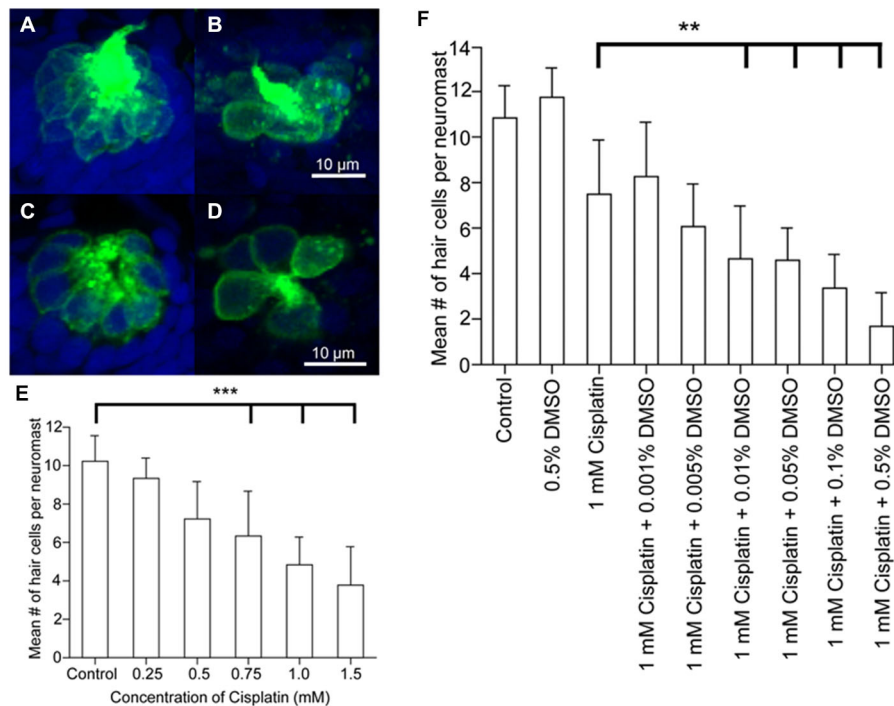 A
B
10 µm
C
D
10 µm
E
***
Mean # of hair cells per neuromast
12
10
8
6
4
2
0
Control
0.25
0.5
0.75
1.0
1.5
Concentration of Cisplatin (mM)
F
**
Mean # of hair cells per neuromast
14
12
10
8
6
4
2
0
Control
0.5% DMSO
1 mM Cisplatin
1 mM Cisplatin + 0.001% DMSO
1 mM Cisplatin + 0.005% DMSO
1 mM Cisplatin + 0.01% DMSO
1 mM Cisplatin + 0.05% DMSO
1 mM Cisplatin + 0.1% DMSO
1 mM Cisplatin + 0.5% DMSO